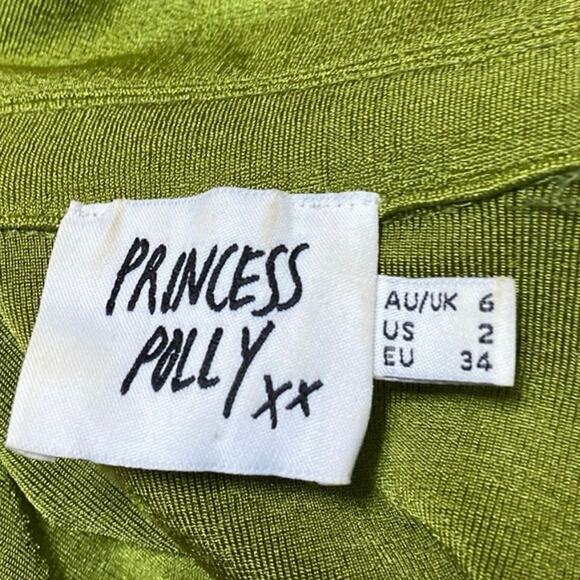 PRINCESS
POLLY xx
AU/UK 6
US 2
EU 34